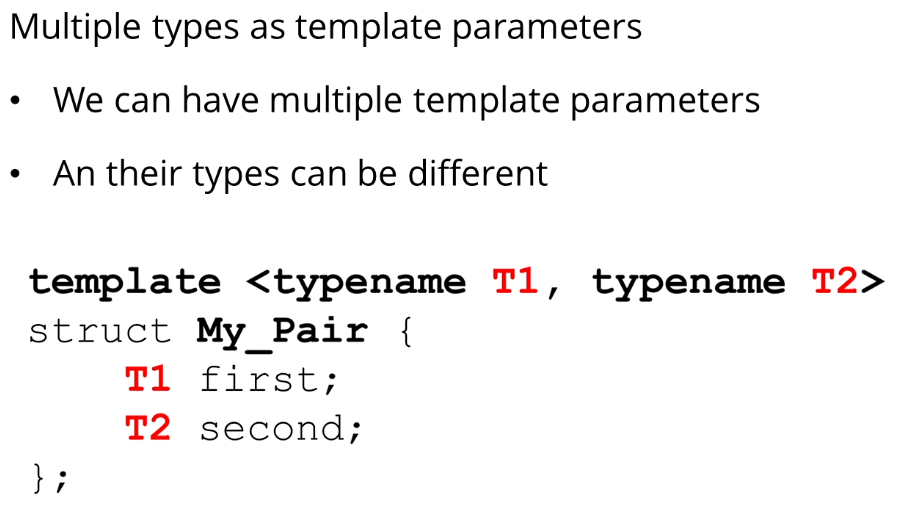 Multiple types as template parameters
• We can have multiple template parameters
• An their types can be different
template <typename T1, typename T2>
struct My_Pair {
    T1 first;
    T2 second;
};